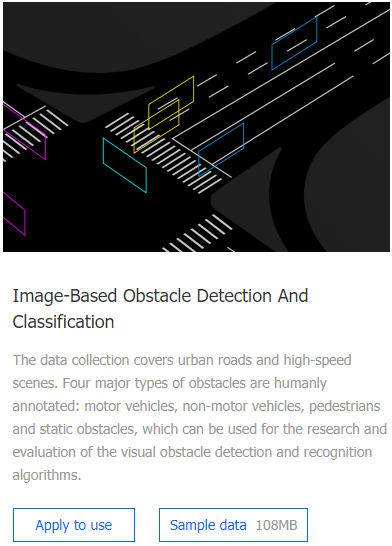 Image-Based Obstacle Detection And
Classification
The data collection covers urban roads and high-speed
scenes. Four major types of obstacles are humanly
annotated: motor vehicles, non-motor vehicles, pedestrians
and static obstacles, which can be used for the research and
evaluation of the visual obstacle detection and recognition
algorithms.
Apply to use
Sample data 108MB